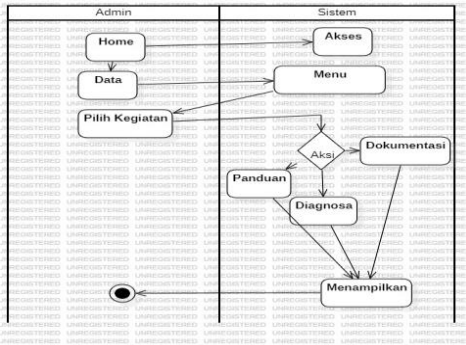 Admin
Sistem
Home
Akses
Data
Menu
Pilih Kegiatan
Aksi
Dokumentasi
Panduan
Diagnosa
Menampilkan